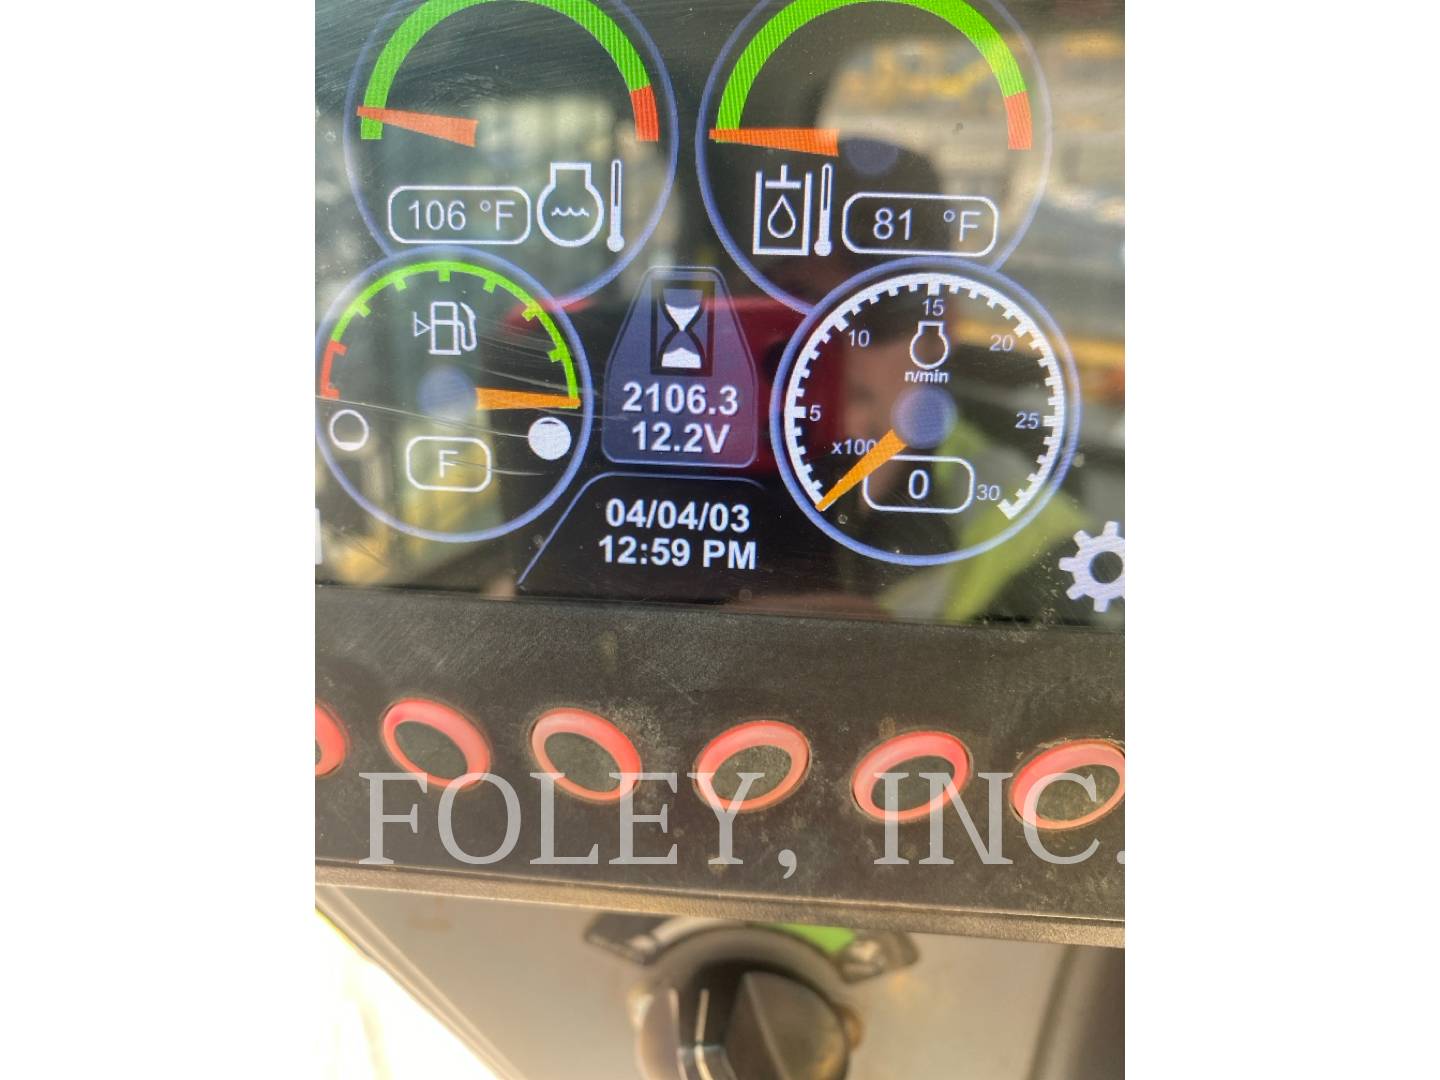 106 °F
81 °F
15
10
20
n/min
5
25
x100
0
30
F
2106.3
12.2V
04/04/03
12:59 PM
FOLEY, INC.